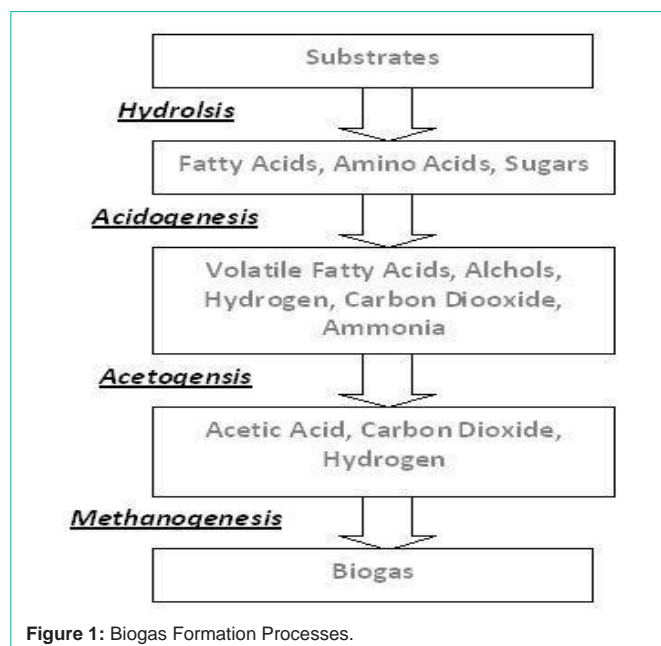 Substrates
Hydrolsis
Fatty Acids, Amino Acids, Sugars
Acidogenesis
Volatile Fatty Acids, Alchols,
Hydrogen, Carbon Diooxide,
Ammonia
Acetogensis
Acetic Acid, Carbon Dioxide,
Hydrogen
Methanogenesis
Biogas
Figure 1: Biogas Formation Processes.